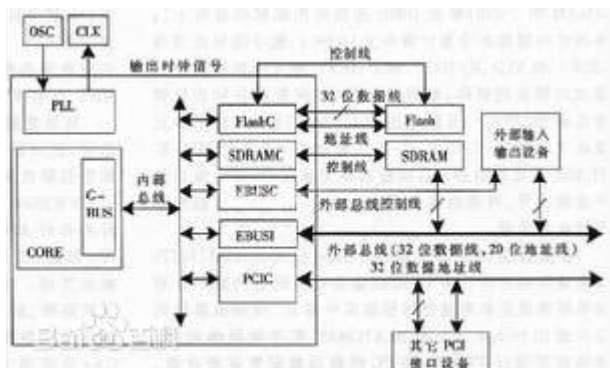 OSC
CLK
控制线
输出时钟信号
32 位数据线
PLL
FlashC
Flash
地址线
外部输入
输出设备
SDRAMC
SDRAM
控制线
内部
总线
C-
BUS
EBUSC
外部总线控制线
CORE
EBUSI
外部总线(32 位数据线,20 位地址线)
32 位数据地址线
PCIC
其它 PCI
接口设备